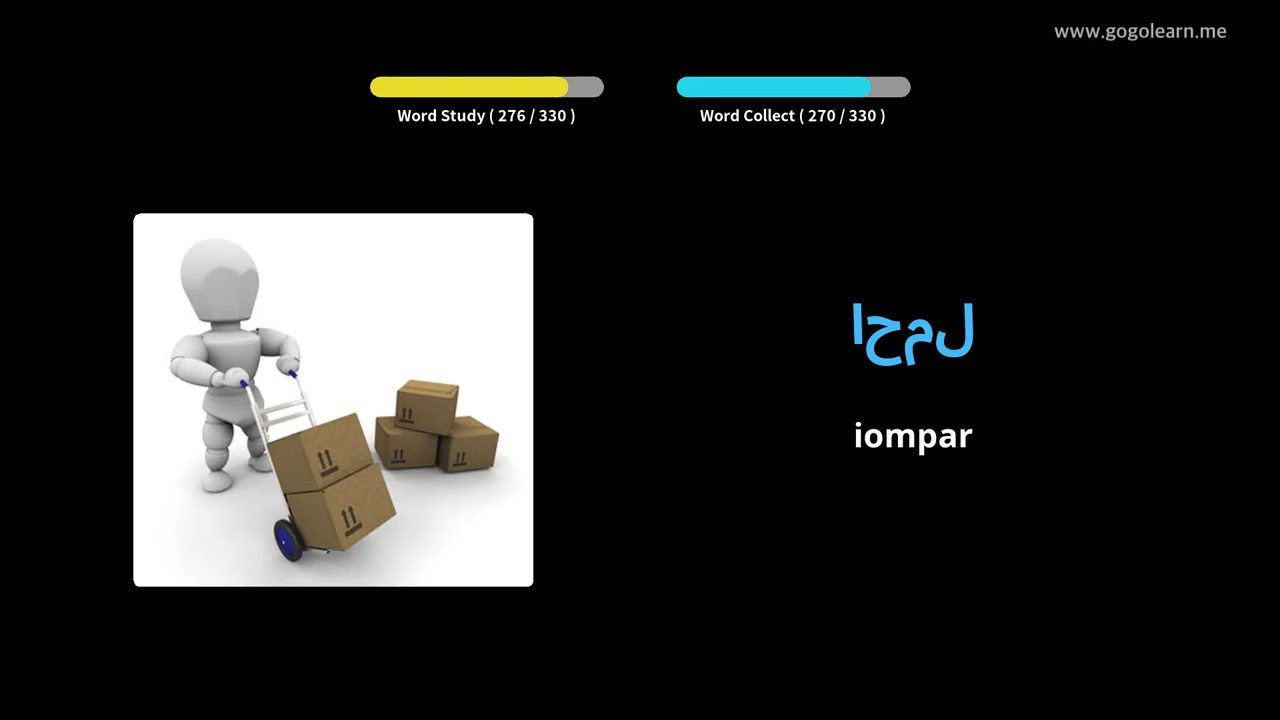 www.gogolearn.me
Word Study ( 276 / 330 )
Word Collect ( 270 / 330 )
احمل
iompar